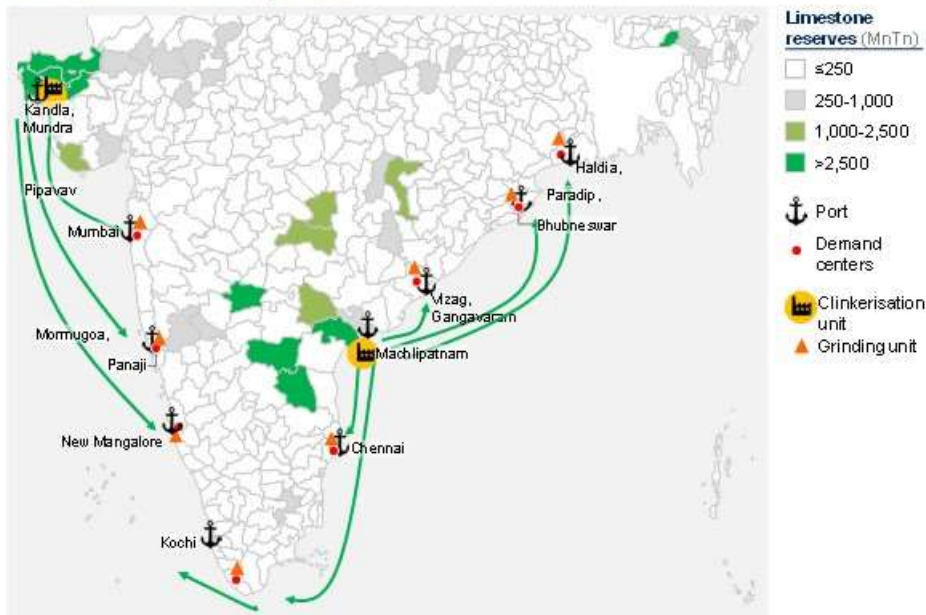 Limestone
reserves (MnTn)
≤250
250-1,000
1,000-2,500
>2,500
Port
Demand
centers
Clinkerisation
unit
Grinding unit
Kandla,
Mundra
Pipavav
Mumbai
Mormugoa,
Panaji
New Mangalore
Kochi
Chennai
Machlipatnam
Vizag,
Gangavaram
Paradip,
Bhubneswar
Haldia,